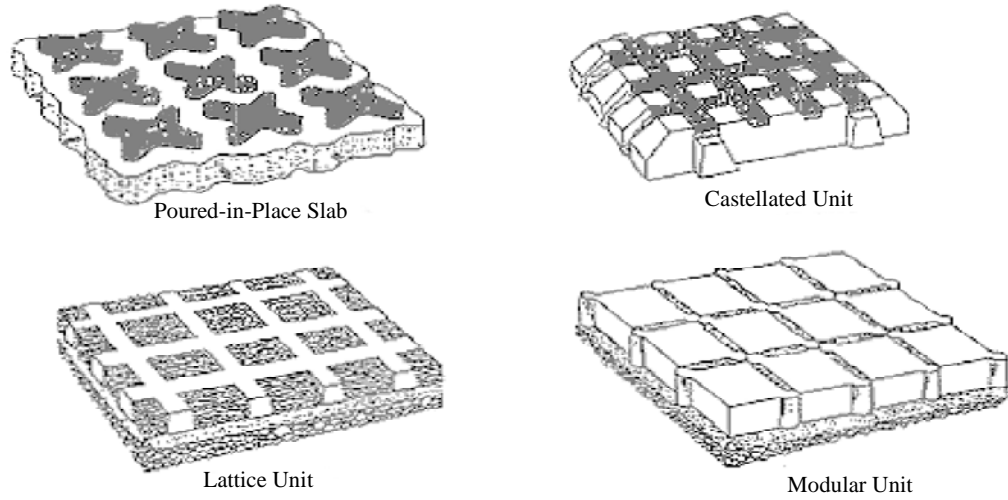 Poured-in-Place Slab
Castellated Unit
Lattice Unit
Modular Unit